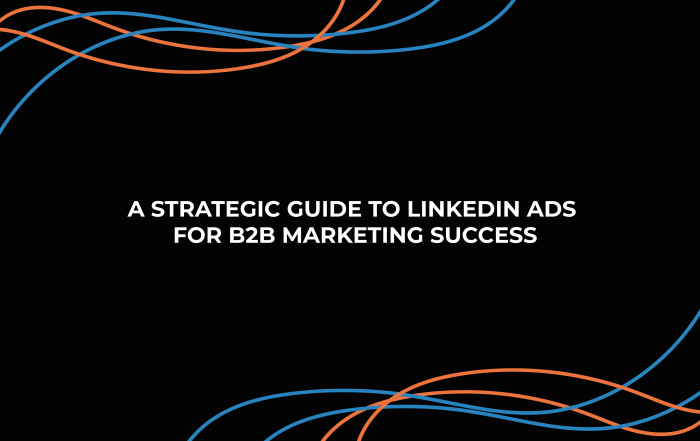 A STRATEGIC GUIDE TO LINKEDIN ADS
FOR B2B MARKETING SUCCESS